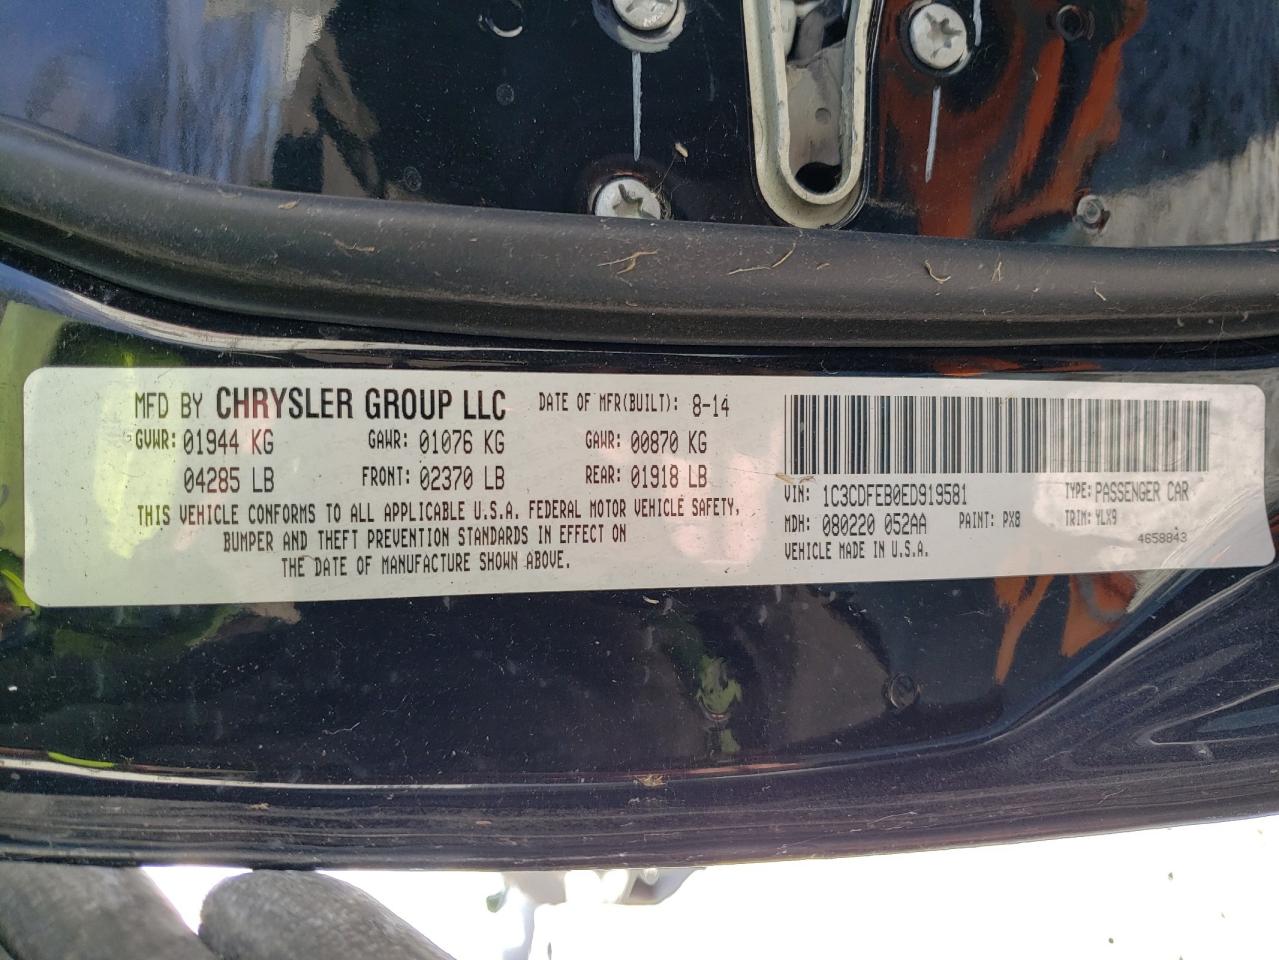 MFD BY CHRYSLER GROUP LLC DATE OF MFR(BUILT): 8-14
GVWR: 01944 KG GAWR: 01076 KG GAWR: 00870 KG
04285 LB FRONT: 02370 LB REAR: 01918 LB
THIS VEHICLE CONFORMS TO ALL APPLICABLE U.S.A. FEDERAL MOTOR VEHICLE SAFETY,
BUMPER AND THEFT PREVENTION STANDARDS IN EFFECT ON
THE DATE OF MANUFACTURE SHOWN ABOVE.
VIN: 1C3CDFEB0ED919581 TYPE: PASSENGER CAR
MDH: 080220 052AA PAINT: PX8 TRIM: YLX9
VEHICLE MADE IN U.S.A. 4658843